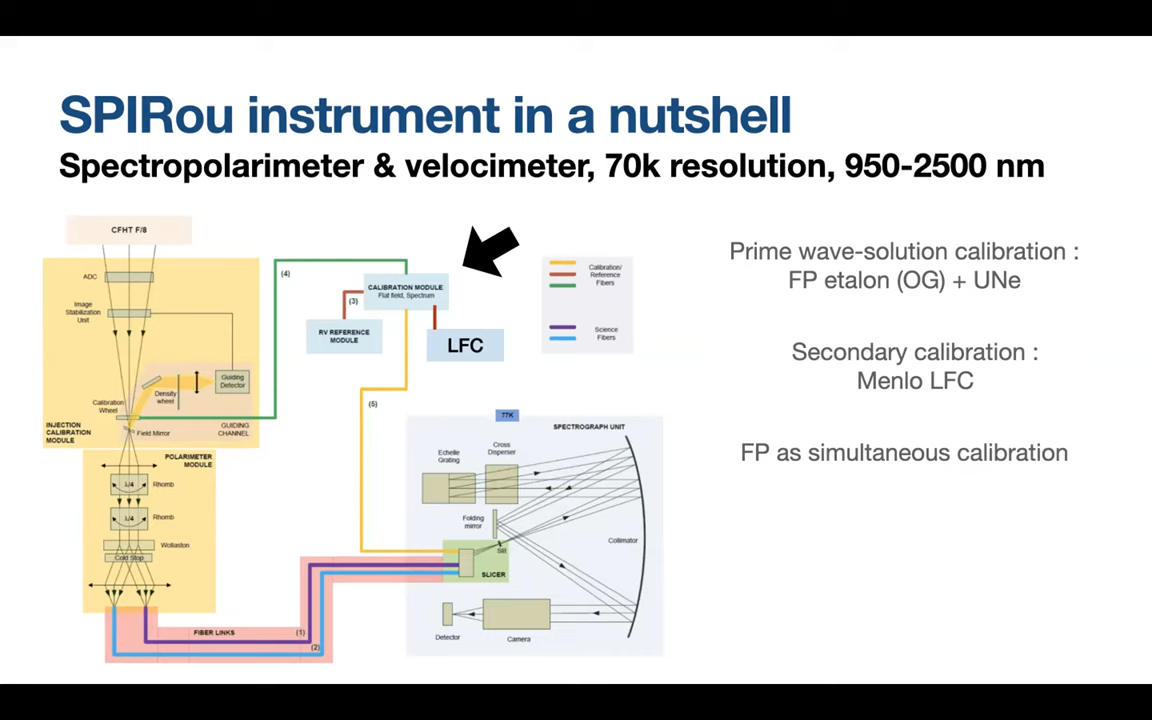 SPIRou instrument in a nutshell
Spectropolarimeter & velocimeter, 70k resolution, 950-2500 nm
CFHT F/8
ADC
Image
Stabilization
Unit
Calibration
Wheel
Density
wheel
Guiding
Detector
Field Mirror
INJECTION
CALIBRATION
MODULE
GUIDING
CHANNEL
POLARIMETER
MODULE
λ/4
Rhomb
λ/4
Rhomb
Wollaston
Cold Stop
FIBER LINKS
(1)
(2)
(3)
(4)
(5)
CALIBRATION MODULE
Flat field, Spectrum
RV REFERENCE
MODULE
LFC
Calibration/
Reference
Fibers
Science
Fibers
77K
SPECTROGRAPH UNIT
Echelle
Grating
Cross
Disperser
Folding
mirror
Slit
Collimator
SLICER
Detector
Camera
Prime wave-solution calibration :
FP etalon (OG) + UNe
Secondary calibration :
Menlo LFC
FP as simultaneous calibration